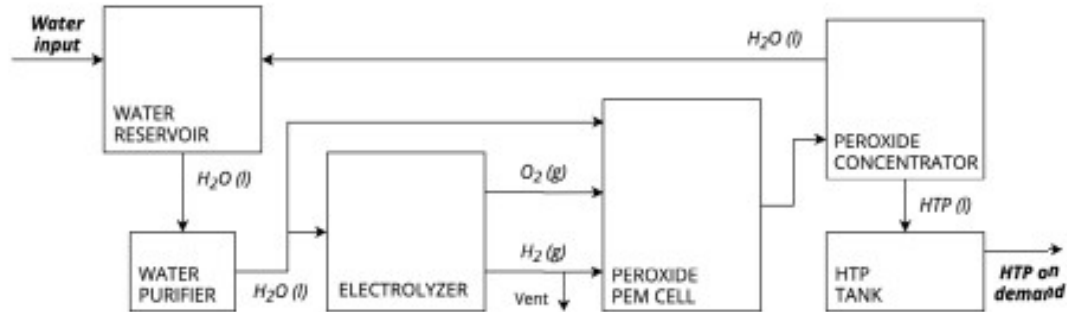 Water
input
H2O (l)
WATER
RESERVOIR
PEROXIDE
CONCENTRATOR
H2O (l)
O2 (g)
HTP (l)
H2 (g)
WATER
PURIFIER
H2O (l)
ELECTROLYZER
Vent
PEROXIDE
PEM CELL
HTP
TANK
HTP on
demand